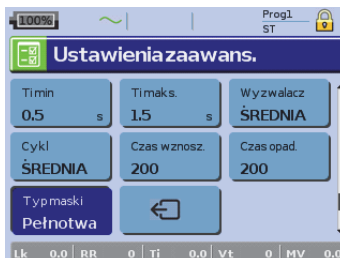 100% Prog1
ST
Ustawienia zaawans.
Ti min Ti maks. Wyzwalacz
0.5 s 1.5 s ŚREDNIA
Cykl Czas wznosz. Czas opad.
ŚREDNIA 200 200
Typ maski
Pełnotwa
Lk 0.0 RR 0 Ti 0.0 Vt 0 MV 0.0